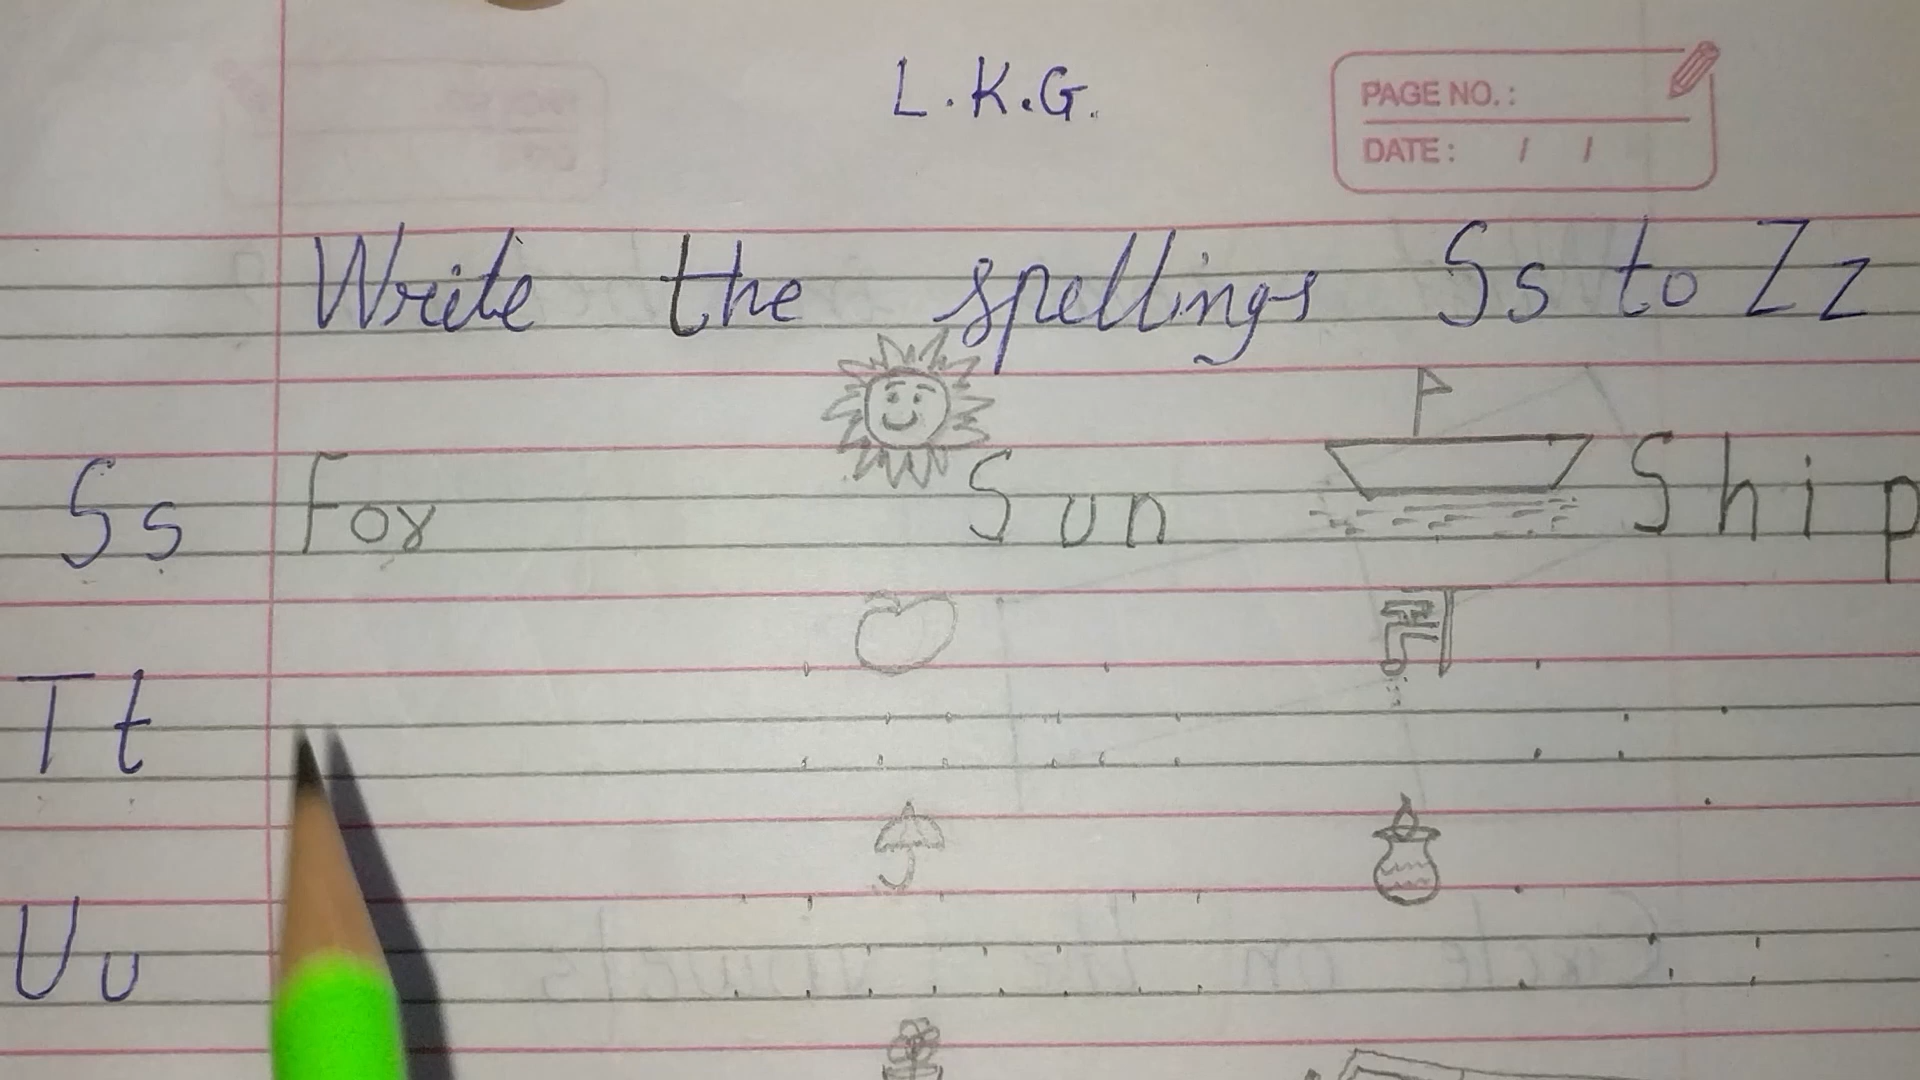 L.K.G.
PAGE NO.:
DATE: / /
Write the spellings Ss to Zz
Ss For Sun Ship
Tt
Uu